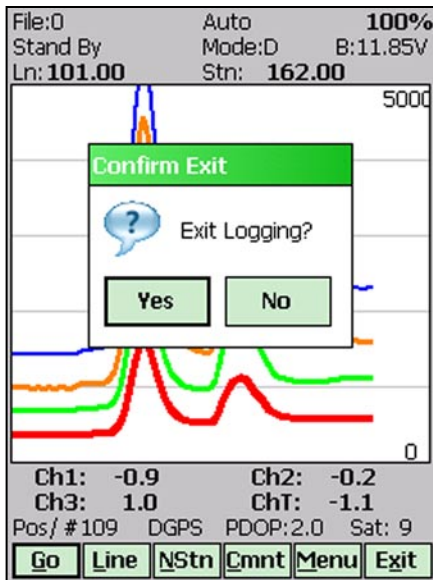 File:0 Auto 100%
Stand By Mode:D B:11.85V
Ln: 101.00 Stn: 162.00
5000
Confirm Exit
? Exit Logging?
Yes No
0
Ch1: -0.9 Ch2: -0.2
Ch3: 1.0 ChT: -1.1
Pos/ #109 DGPS PDOP:2.0 Sat: 9
Go Line NStn Cmnt Menu Exit